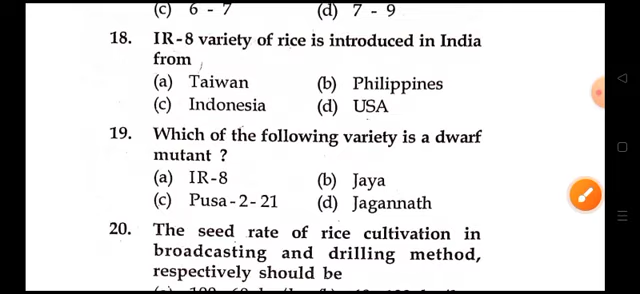 (c) 6 - 7 (d) 7 - 9
18. IR-8 variety of rice is introduced in India
from
(a) Taiwan (b) Philippines
(c) Indonesia (d) USA
19. Which of the following variety is a dwarf
mutant ?
(a) IR-8 (b) Jaya
(c) Pusa-2-21 (d) Jagannath
20. The seed rate of rice cultivation in
broadcasting and drilling method,
respectively should be